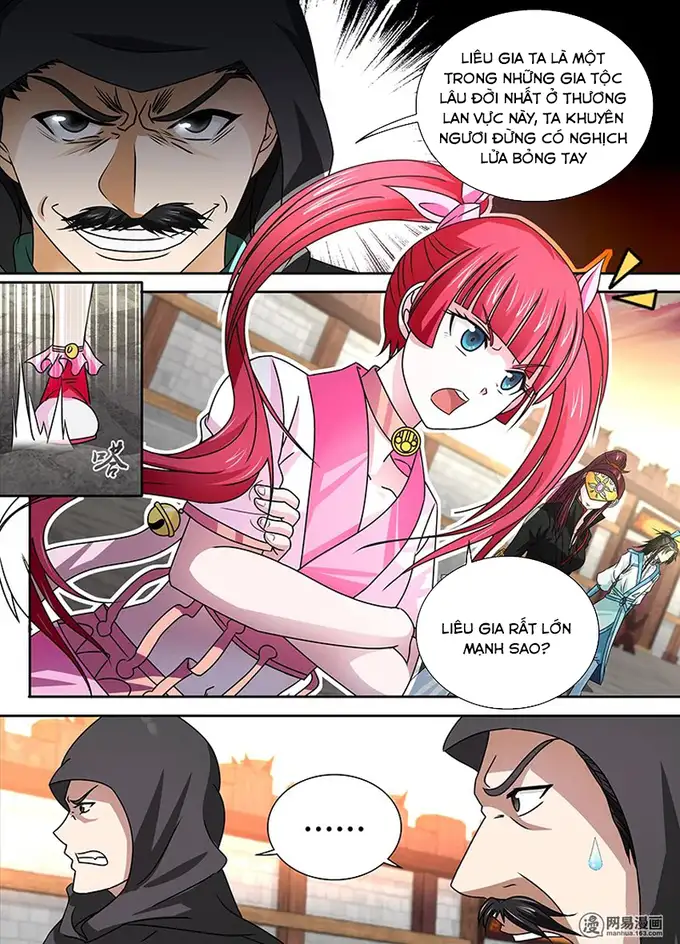 LIÊU GIA TA LÀ MỘT
TRONG NHỮNG GIA TỘC
LÂU ĐỜI NHẤT Ở THƯƠNG
LAN VỰC NÀY, TA KHUYÊN
NGƯƠI ĐỪNG CÓ NGHỊCH
LỬA BỎNG TAY
嗒
LIÊU GIA RẤT LỚN
MẠNH SAO?
......
网易漫画
manhua.163.com